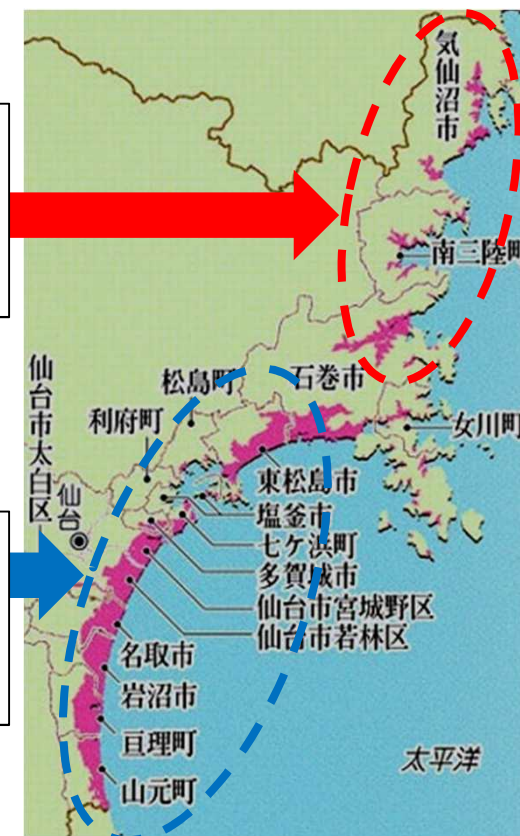 気仙沼市
南三陸町
石巻市
松島町
利府町
女川町
仙台市太白区
仙台
東松島市
塩釜市
七ケ浜町
多賀城市
仙台市宮城野区
仙台市若林区
名取市
岩沼市
亘理町
山元町
太平洋